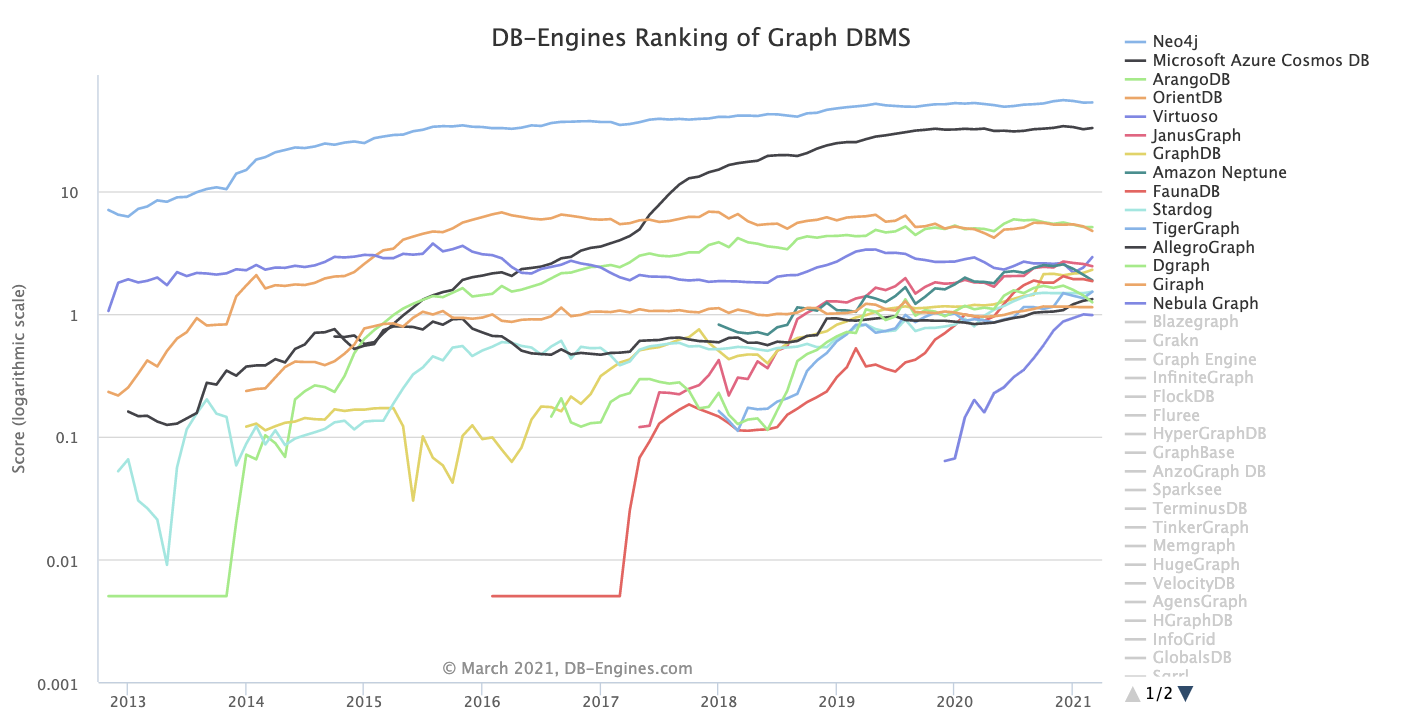 DB-Engines Ranking of Graph DBMS
Score (logarithmic scale)
10
1
0.1
0.01
0.001
2013
2014
2015
2016
2017
2018
2019
2020
2021
© March 2021, DB-Engines.com
Neo4j
Microsoft Azure Cosmos DB
ArangoDB
OrientDB
Virtuoso
JanusGraph
GraphDB
Amazon Neptune
FaunaDB
Stardog
TigerGraph
AllegroGraph
Dgraph
Giraph
Nebula Graph
Blazegraph
Grakn
Graph Engine
InfiniteGraph
FlockDB
Fluree
HyperGraphDB
GraphBase
AnzoGraph DB
Sparksee
TerminusDB
TinkerGraph
Memgraph
HugeGraph
VelocityDB
AgensGraph
HGraphDB
InfoGrid
GlobalsDB
1/2